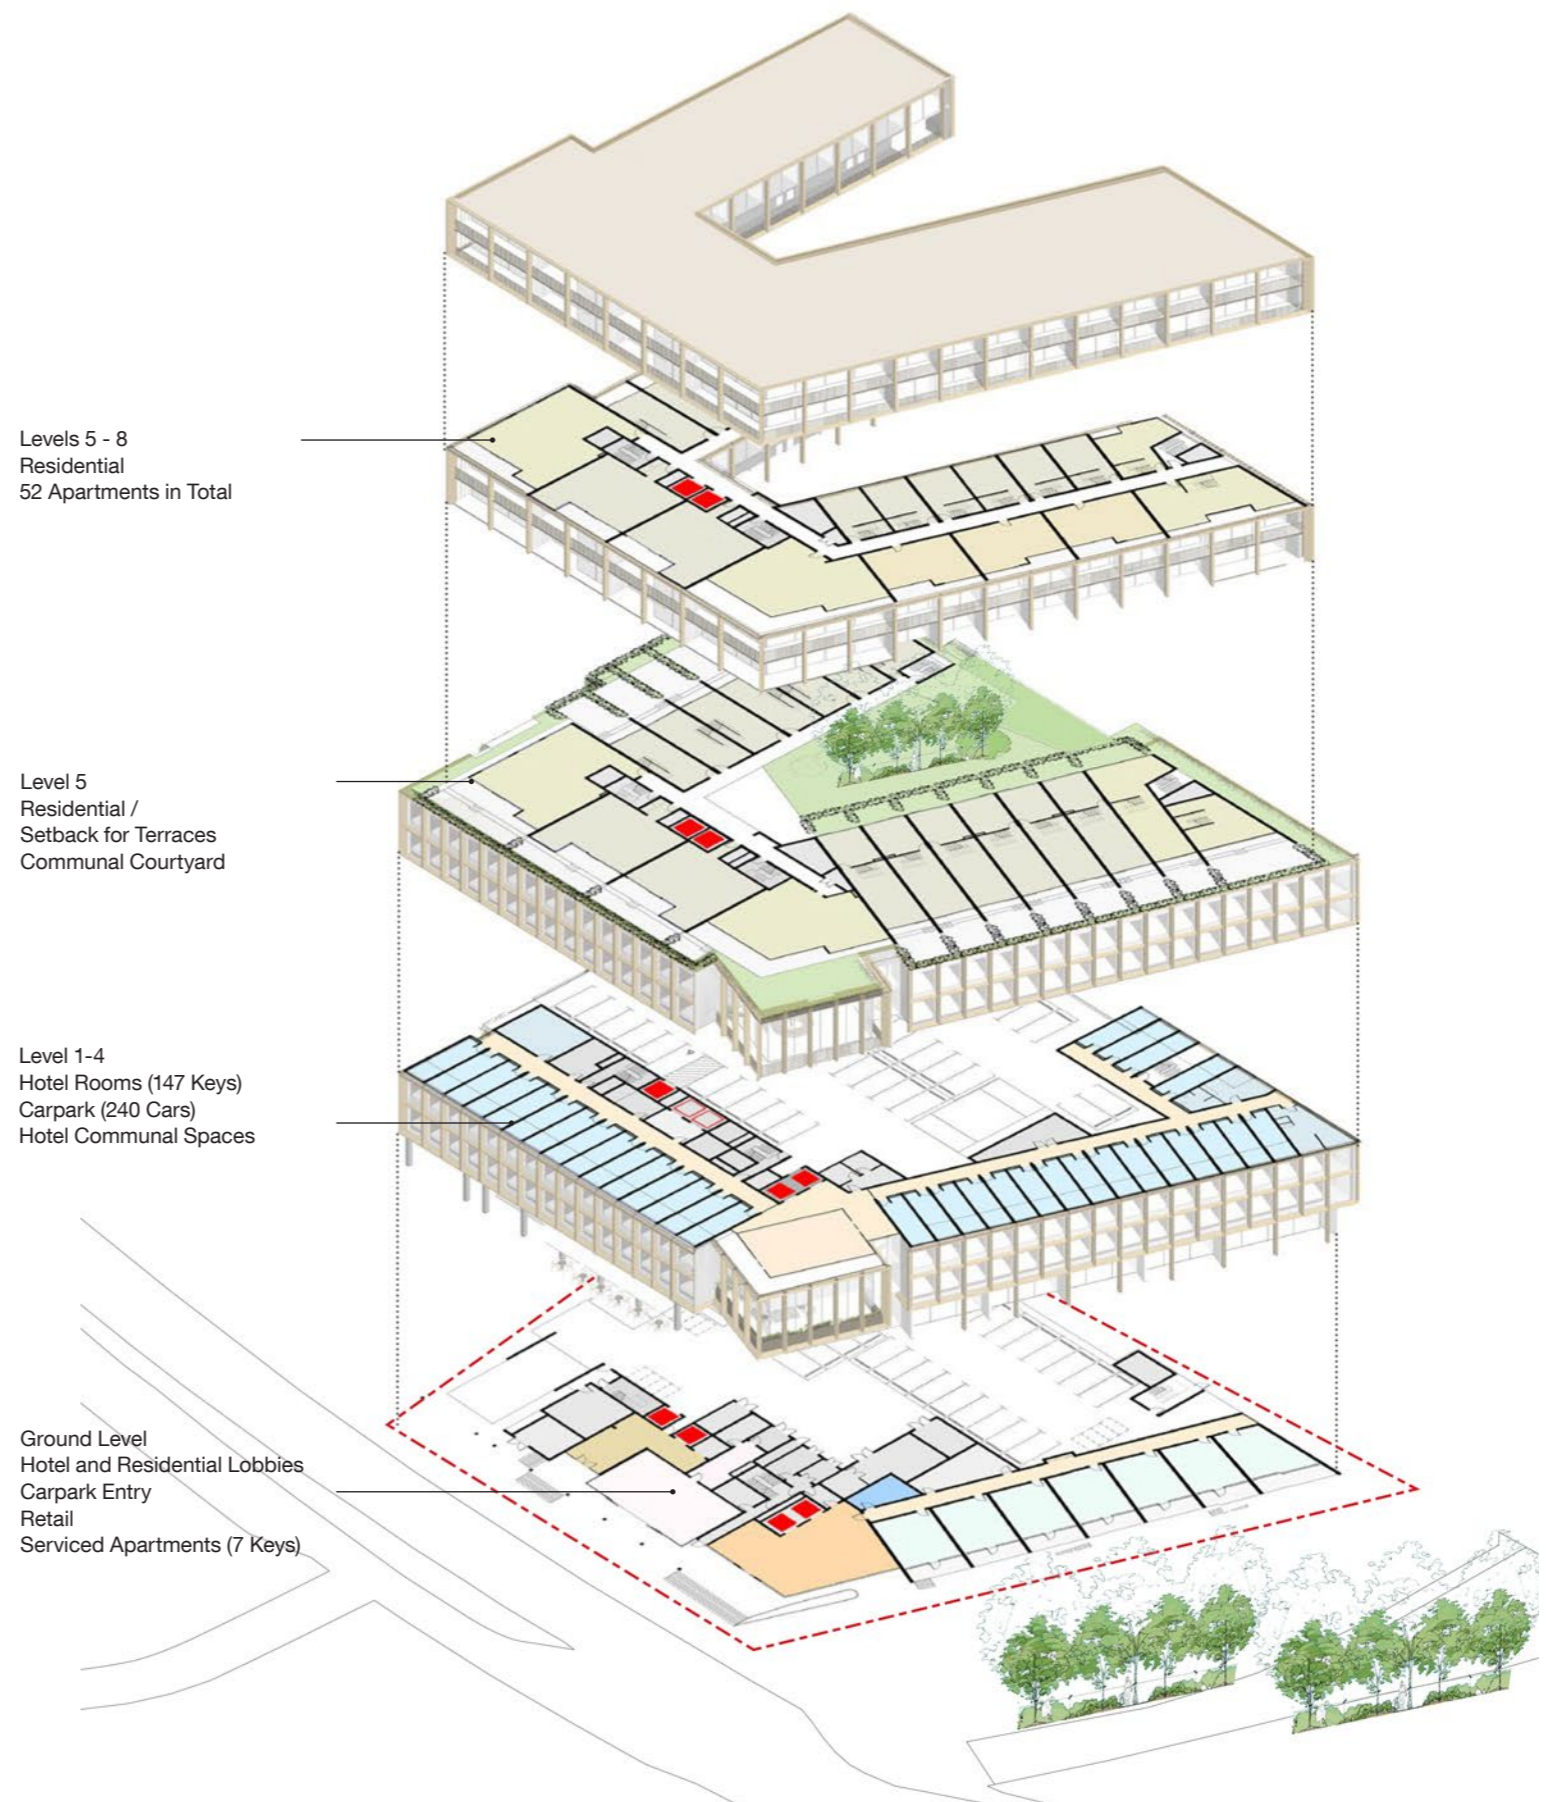 Levels 5 - 8
Residential
52 Apartments in Total
Level 5
Residential /
Setback for Terraces
Communal Courtyard
Level 1-4
Hotel Rooms (147 Keys)
Carpark (240 Cars)
Hotel Communal Spaces
Ground Level
Hotel and Residential Lobbies
Carpark Entry
Retail
Serviced Apartments (7 Keys)